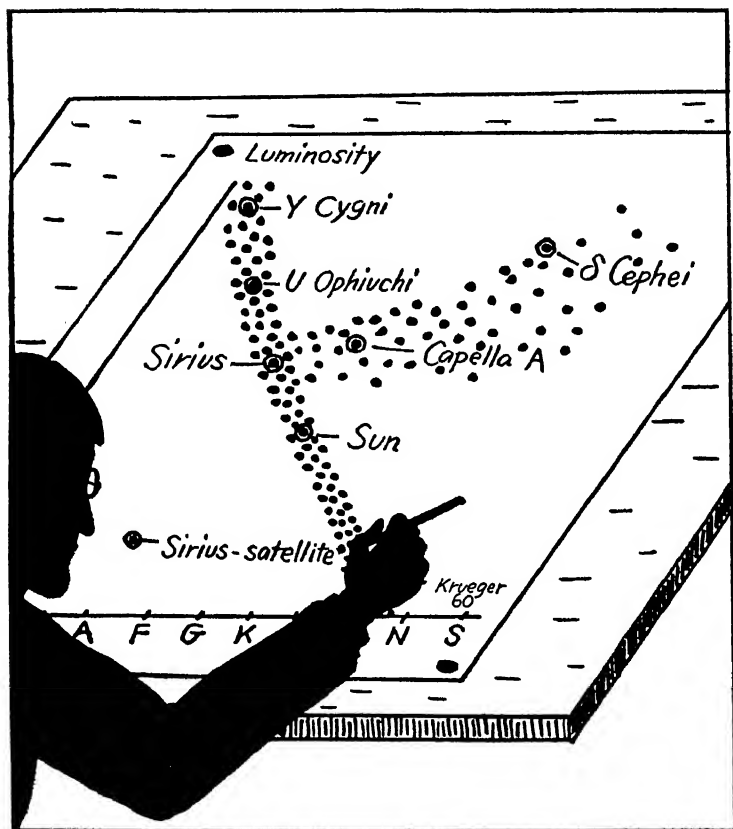 Luminosity
Y Cygni
U Ophiuchi
δ Cephei
Sirius
Capella A
Sun
Sirius-satellite
Krueger
60
A F G K N S